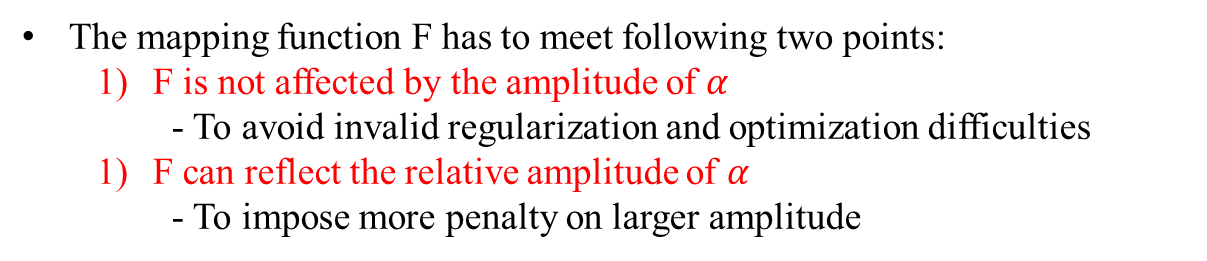 • The mapping function F has to meet following two points:
1) F is not affected by the amplitude of α
- To avoid invalid regularization and optimization difficulties
1) F can reflect the relative amplitude of α
- To impose more penalty on larger amplitude